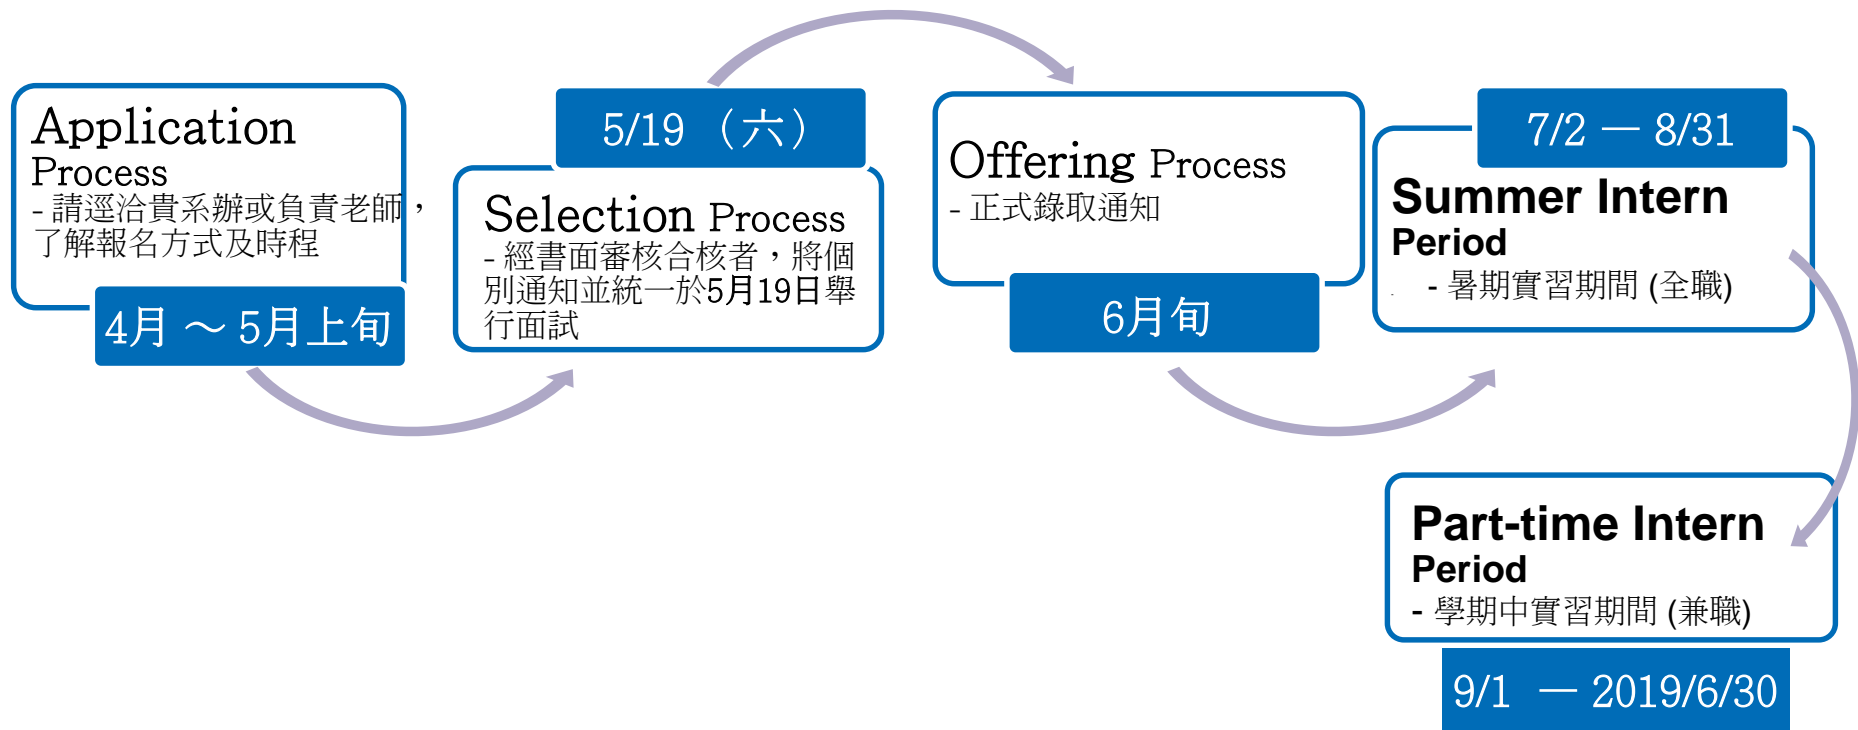 Application
Process
- 請逕洽貴系辦或負責老師，
了解報名方式及時程
4月 ～ 5月上旬
5/19 （六）
Selection Process
- 經書面審核合核者，將個
別通知並統一於5月19日舉
行面試
Offering Process
- 正式錄取通知
6月旬
7/2 — 8/31
Summer Intern
Period
- 暑期實習期間 (全職)
Part-time Intern
Period
- 學期中實習期間 (兼職)
9/1 — 2019/6/30